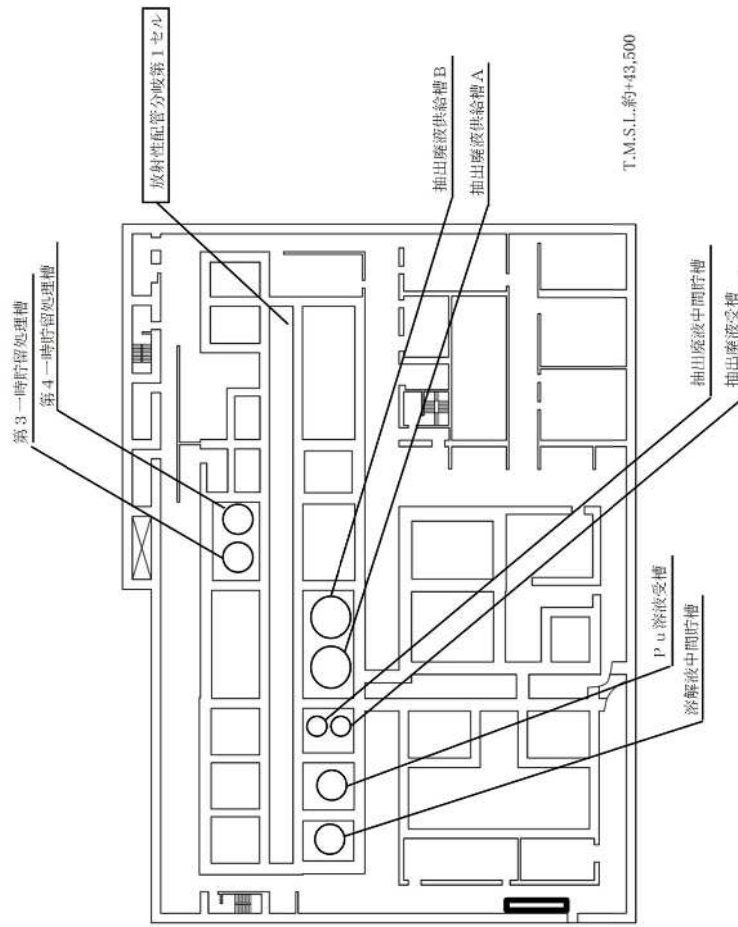 第3一時貯留処理槽
第4一時貯留処理槽
放射性配管分岐第1セル
抽出廃液供給槽B
抽出廃液供給槽A
T.M.S.L.約+43,500
抽出廃液中間貯槽
抽出廃液受槽
Pu溶液受槽
溶解液中間貯槽